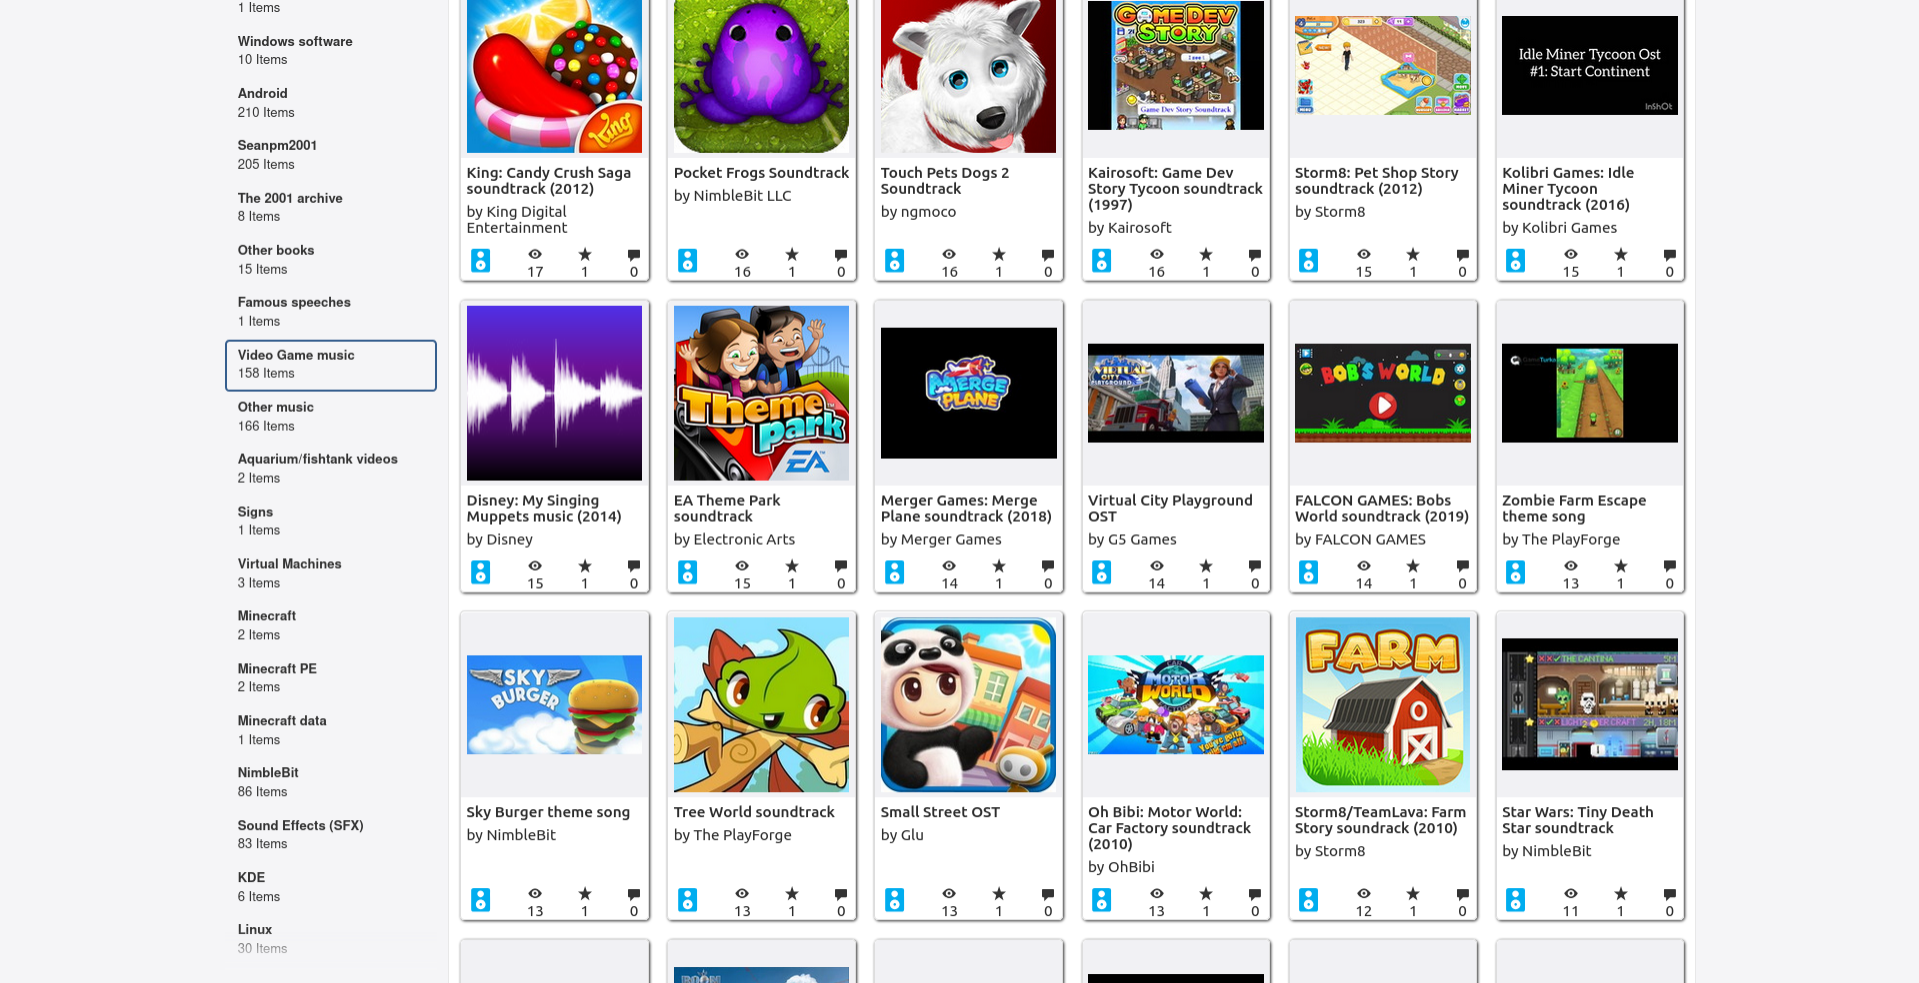 1 Items
Windows software
10 Items
Android
210 Items
Seanpm2001
205 Items
The 2001 archive
8 Items
Other books
15 Items
Famous speeches
1 Items
Video Game music
158 Items
Other music
166 Items
Aquarium/fishtank videos
2 Items
Signs
1 Items
Virtual Machines
3 Items
Minecraft
2 Items
Minecraft PE
2 Items
Minecraft data
1 Items
NimbleBit
86 Items
Sound Effects (SFX)
83 Items
KDE
6 Items
Linux
30 Items
King
King: Candy Crush Saga
soundtrack (2012)
by King Digital
Entertainment
17 1 0
Pocket Frogs Soundtrack
by NimbleBit LLC
16 1 0
Touch Pets Dogs 2
Soundtrack
by ngmoco
16 1 0
GAME DEV
STORY
Game Dev Story Soundtrack
Kairosoft: Game Dev
Story Tycoon soundtrack
(1997)
by Kairosoft
16 1 0
Storm8: Pet Shop Story
soundtrack (2012)
by Storm8
15 1 0
Idle Miner Tycoon Ost
#1: Start Continent
InShOt
Kolibri Games: Idle
Miner Tycoon
soundtrack (2016)
by Kolibri Games
15 1 0
Disney: My Singing
Muppets music (2014)
by Disney
15 1 0
Theme
park
EA
EA Theme Park
soundtrack
by Electronic Arts
15 1 0
MERGE
PLANE
Merger Games: Merge
Plane soundtrack (2018)
by Merger Games
14 1 0
VIRTUAL
CITY
PLAYGROUND
Virtual City Playground
OST
by G5 Games
14 1 0
BOB'S WORLD
FALCON GAMES: Bobs
World soundtrack (2019)
by FALCON GAMES
14 1 0
Zombie Farm Escape
theme song
by The PlayForge
13 1 0
SKY
BURGER
Sky Burger theme song
by NimbleBit
13 1 0
Tree World soundtrack
by The PlayForge
13 1 0
Small Street OST
by Glu
13 1 0
MOTOR
WORLD
You've gotta
Oh Bibi: Motor World:
Car Factory soundtrack
(2010)
by OhBibi
13 1 0
FARM
Storm8/TeamLava: Farm
Story soundrack (2010)
by Storm8
12 1 0
THE CANTINA 5M
2H, 10M
Star Wars: Tiny Death
Star soundtrack
by NimbleBit
11 1 0